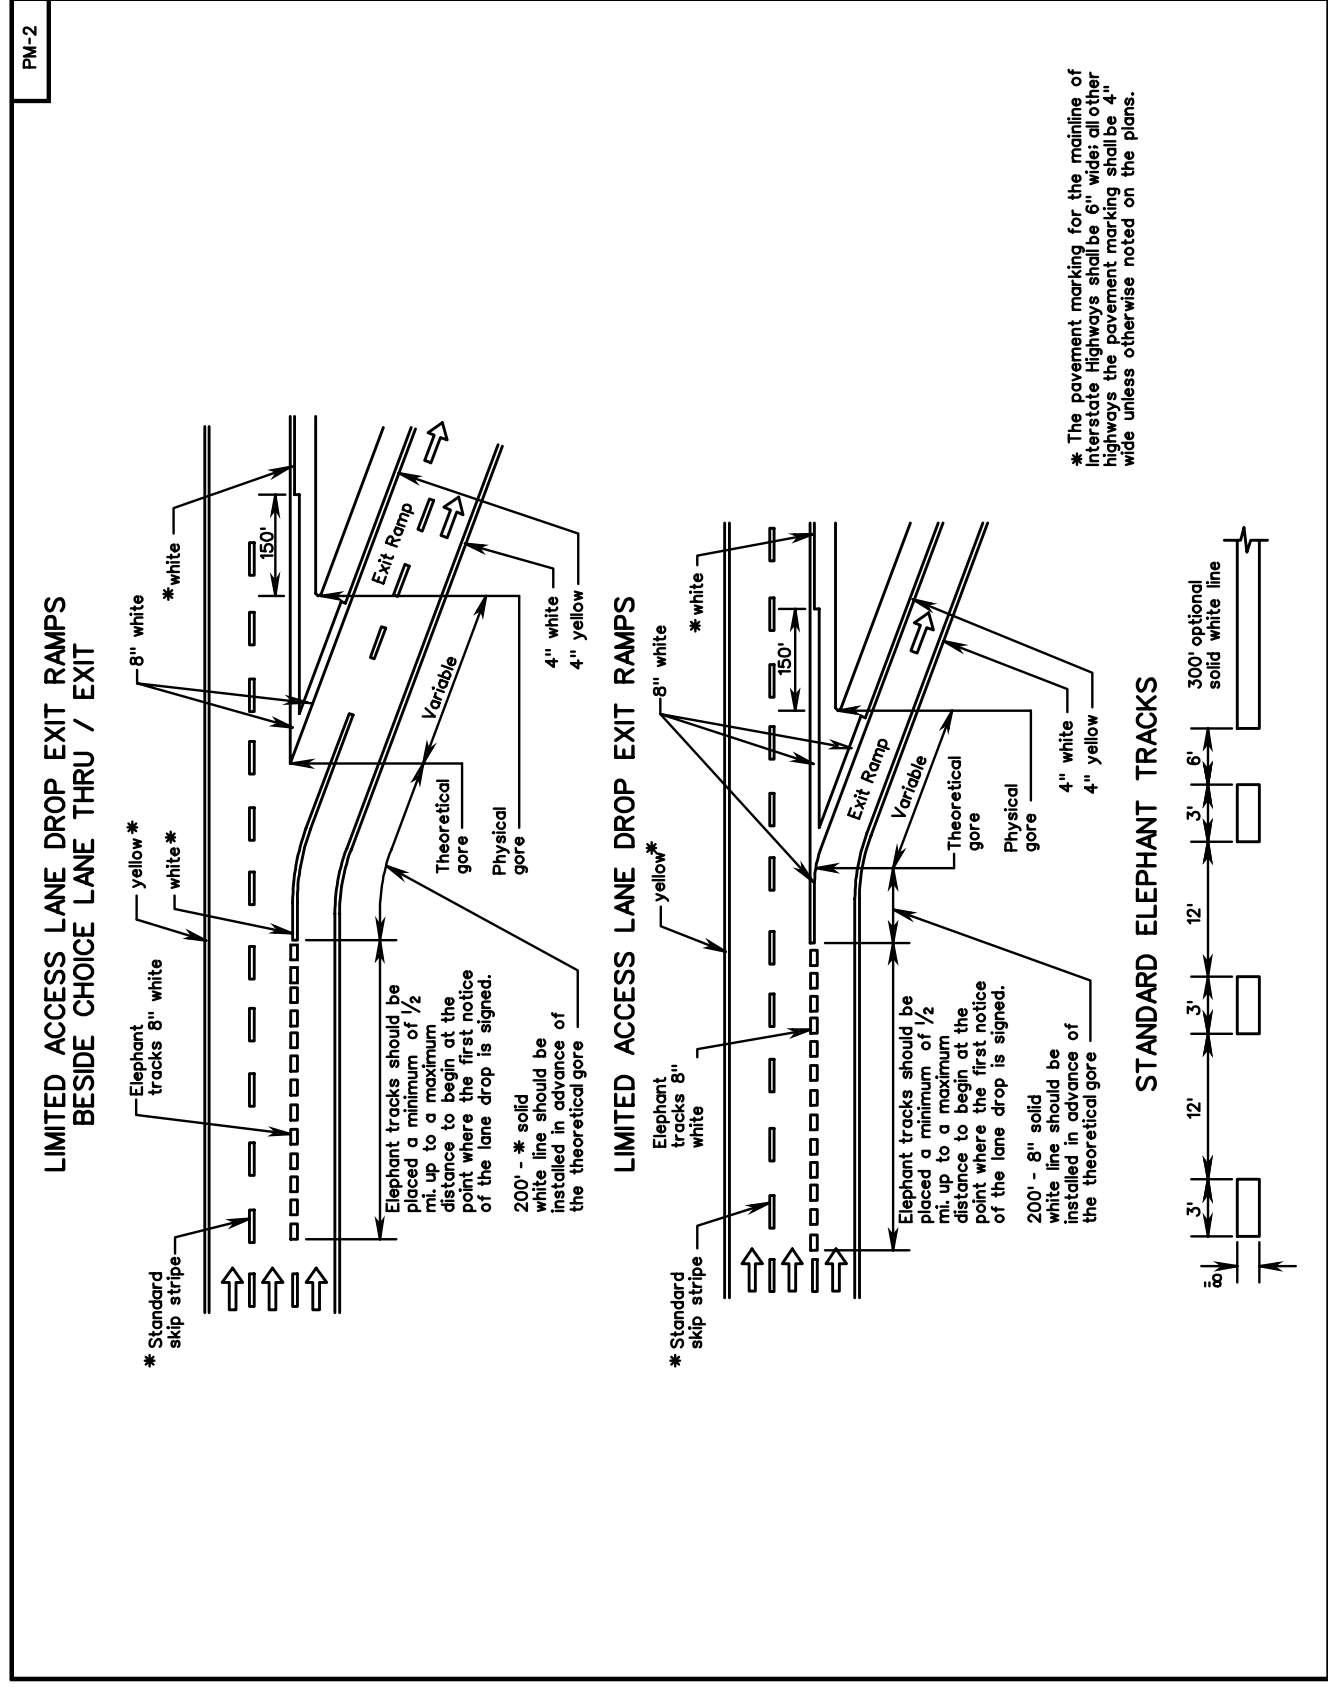 PM-2
LIMITED ACCESS LANE DROP EXIT RAMPS
BESIDE CHOICE LANE THRU / EXIT
* Standard
skip stripe
Elephant
tracks 8" white
yellow*
white*
8" white
*white
150'
Exit Ramp
Variable
Elephant tracks should be
placed a minimum of 1/2
mi. up to a maximum
distance to begin at the
point where the first notice
of the lane drop is signed.
200' - * solid
white line should be
installed in advance of
the theoretical gore
Theoretical
gore
Physical
gore
4" white
4" yellow
LIMITED ACCESS LANE DROP EXIT RAMPS
* Standard
skip stripe
Elephant
tracks 8"
white
yellow*
8" white
*white
150'
Exit Ramp
Variable
Elephant tracks should be
placed a minimum of 1/2
mi. up to a maximum
distance to begin at the
point where the first notice
of the lane drop is signed.
200' - 8" solid
white line should be
installed in advance of
the theoretical gore
Theoretical
gore
Physical
gore
4" white
4" yellow
* The pavement marking for the mainline of
Interstate Highways shall be 6" wide; all other
highways the pavement marking shall be 4"
wide unless otherwise noted on the plans.
STANDARD ELEPHANT TRACKS
8"
3'
12'
3'
12'
3'
6'
300' optional
solid white line